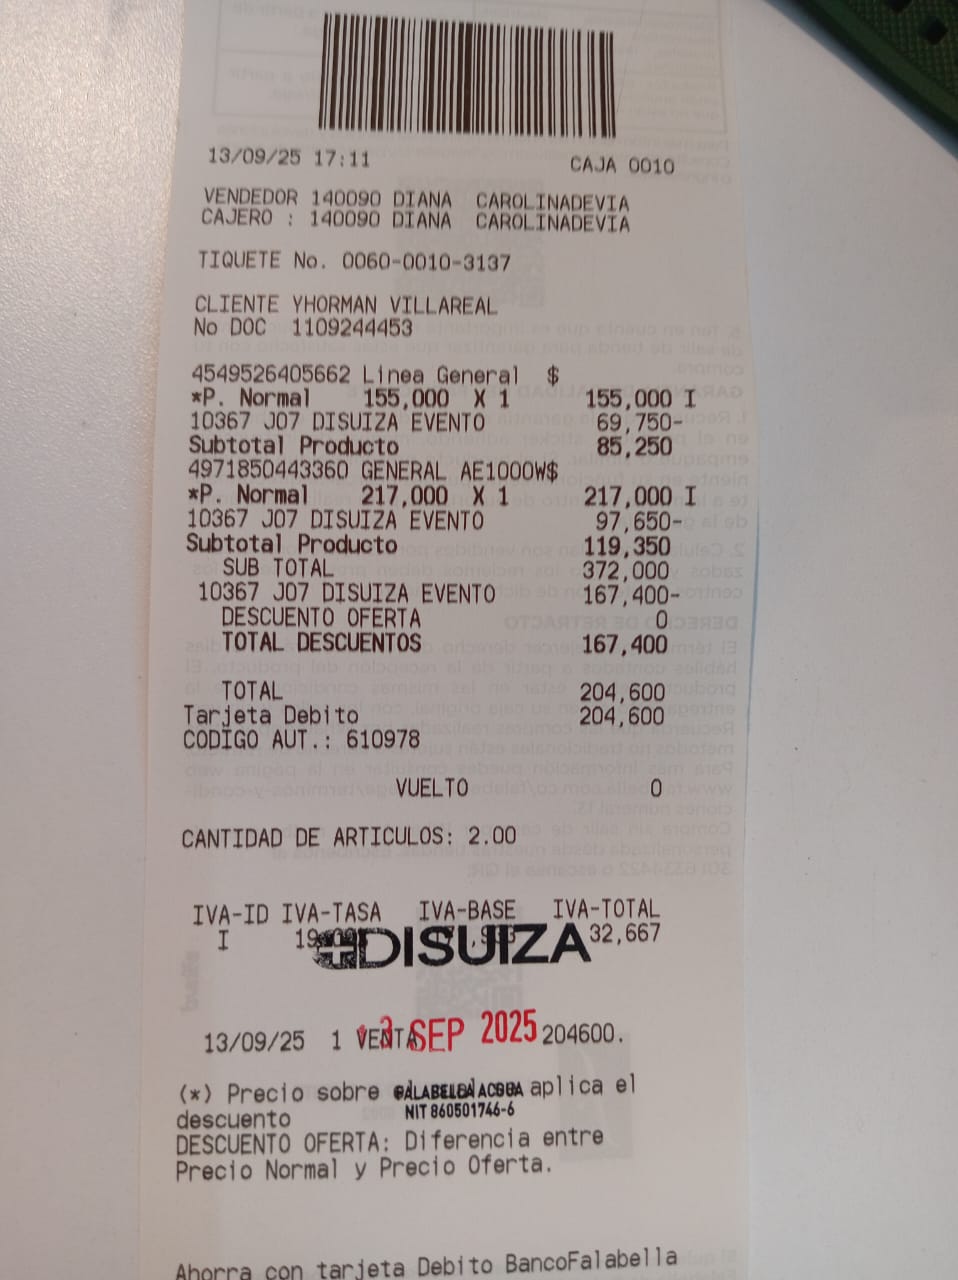 13/09/25 17:11 CAJA 0010
VENDEDOR 140090 DIANA CAROLINADEVIA
CAJERO : 140090 DIANA CAROLINADEVIA
TIQUETE No. 0060-0010-3137
CLIENTE YHORMAN VILLAREAL
No DOC 1109244453
4549526405662 Linea General $
*P. Normal 155,000 X 1 155,000 I
10367 J07 DISUIZA EVENTO 69,750-
Subtotal Producto 85,250
4971850443360 GENERAL AE1000W$
*P. Normal 217,000 X 1 217,000 I
10367 J07 DISUIZA EVENTO 97,650-
Subtotal Producto 119,350
SUB TOTAL 372,000
10367 J07 DISUIZA EVENTO 167,400-
DESCUENTO OFERTA 0
TOTAL DESCUENTOS 167,400
TOTAL 204,600
Tarjeta Debito 204,600
CODIGO AUT.: 610978
VUELTO 0
CANTIDAD DE ARTICULOS: 2.00
IVA-ID IVA-TASA IVA-BASE IVA-TOTAL
I 32,667
DISUIZA
13/09/25 1 VENTA 204600.
SEP 2025
(*) Precio sobre aplica el
NIT 860501746-6
descuento
DESCUENTO OFERTA: Diferencia entre
Precio Normal y Precio Oferta.
Ahorra con tarjeta Debito BancoFalabella